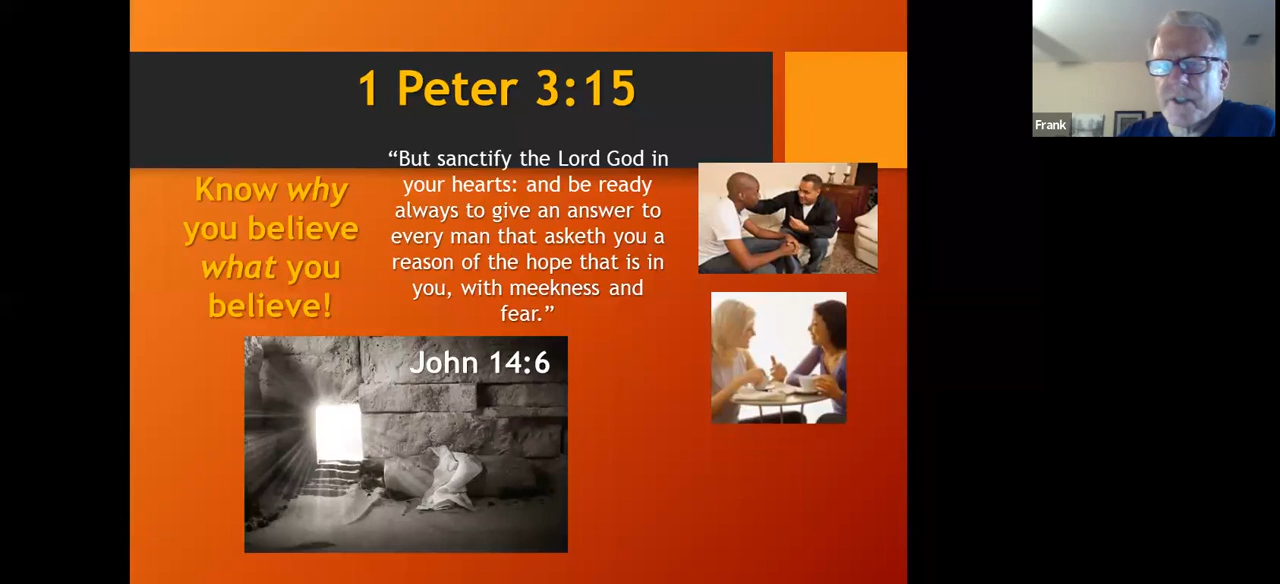 1 Peter 3:15
“But sanctify the Lord God in
your hearts: and be ready
always to give an answer to
every man that asketh you a
reason of the hope that is in
you, with meekness and
fear.”
Know why
you believe
what you
believe!
John 14:6
Frank